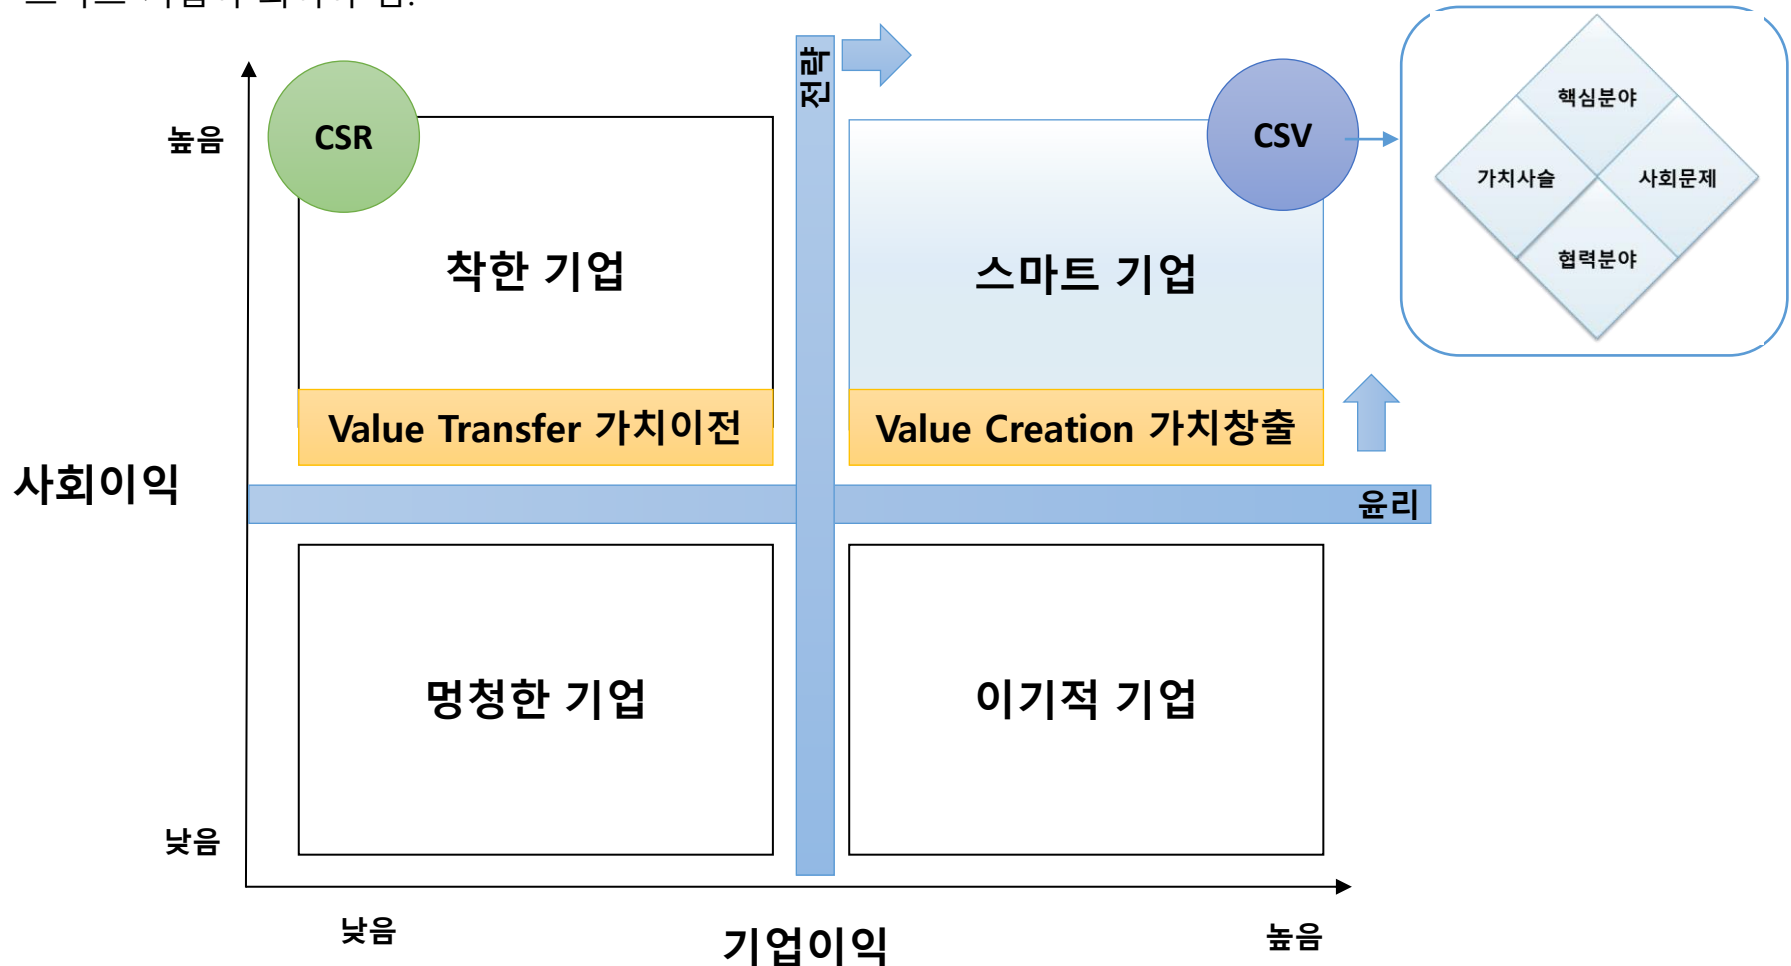 전략
높음
CSR
CSV
핵심분야
가치사슬
사회문제
협력분야
착한 기업
스마트 기업
Value Transfer 가치이전
Value Creation 가치창출
사회이익
윤리
멍청한 기업
이기적 기업
낮음
낮음
기업이익
높음